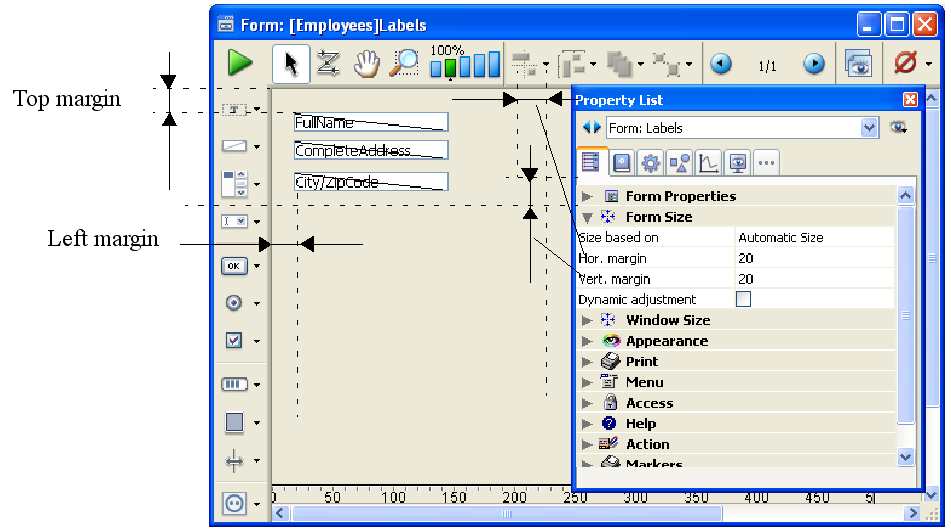 Form: [Employees]Labels
100%
1/1
Top margin
Property List
FullName
Form: Labels
CompleteAddress
City/ZipCode
Form Properties
Form Size
Left margin
Size based on Automatic Size
Hor. margin 20
Vert. margin 20
Dynamic adjustment
Window Size
OK
Appearance
Print
Menu
Access
Help
Action
Markers
0 50 100 150 200 250 300 350 400 450 5